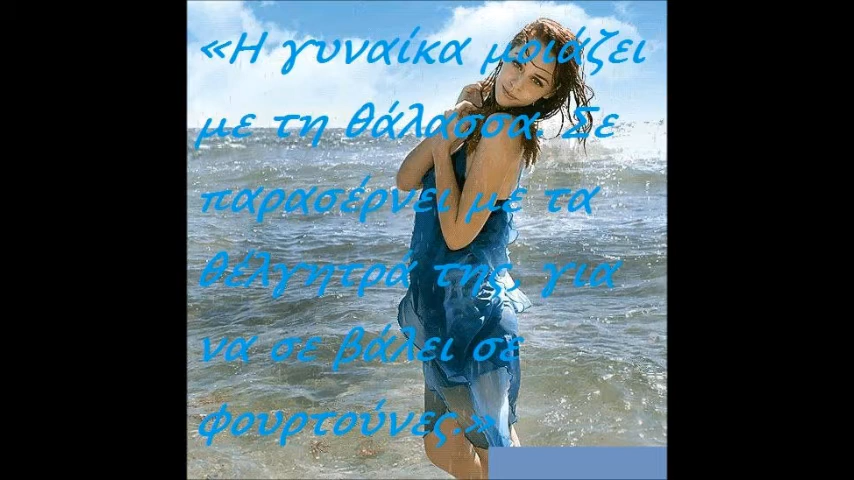 «Η γυναίκα μοιάζει
με τη θάλασσα. Σε
παρασέρνει με τα
θέλγητρά της, για
να σε βάλει σε
φουρτούνες.»